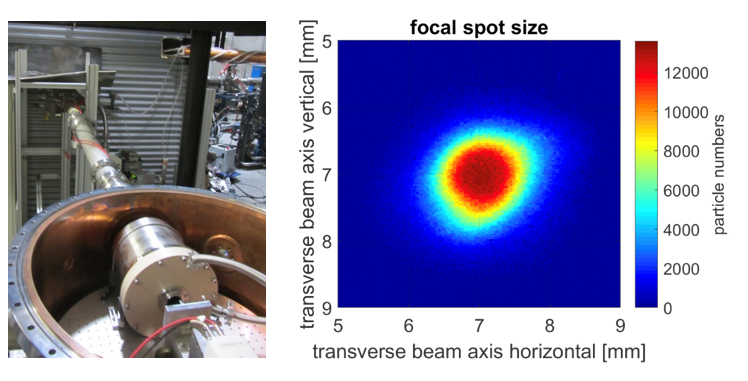 focal spot size
transverse beam axis vertical [mm]
5
6
7
8
9
5 6 7 8 9
transverse beam axis horizontal [mm]
12000
10000
8000
6000
4000
2000
0
particle numbers